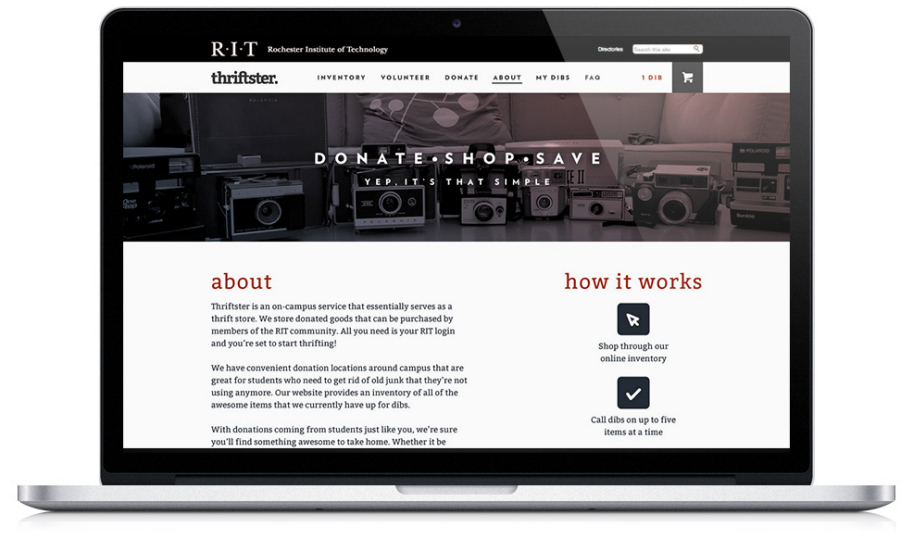 R·I·T Rochester Institute of Technology
Directories
Search this site
thriftster.
INVENTORY VOLUNTEER DONATE ABOUT MY DIBS FAQ
1 DIB
DONATE•SHOP•SAVE
YEP, IT'S THAT SIMPLE
about
Thriftster is an on-campus service that essentially serves as a
thrift store. We store donated goods that can be purchased by
members of the RIT community. All you need is your RIT login
and you're set to start thrifting!
We have convenient donation locations around campus that are
great for students who need to get rid of old junk that they're not
using anymore. Our website provides an inventory of all of the
awesome items that we currently have up for dibs.
With donations coming from students just like you, we're sure
you'll find something awesome to take home. Whether it be
how it works
Shop through our
online inventory
Call dibs on up to five
items at a time